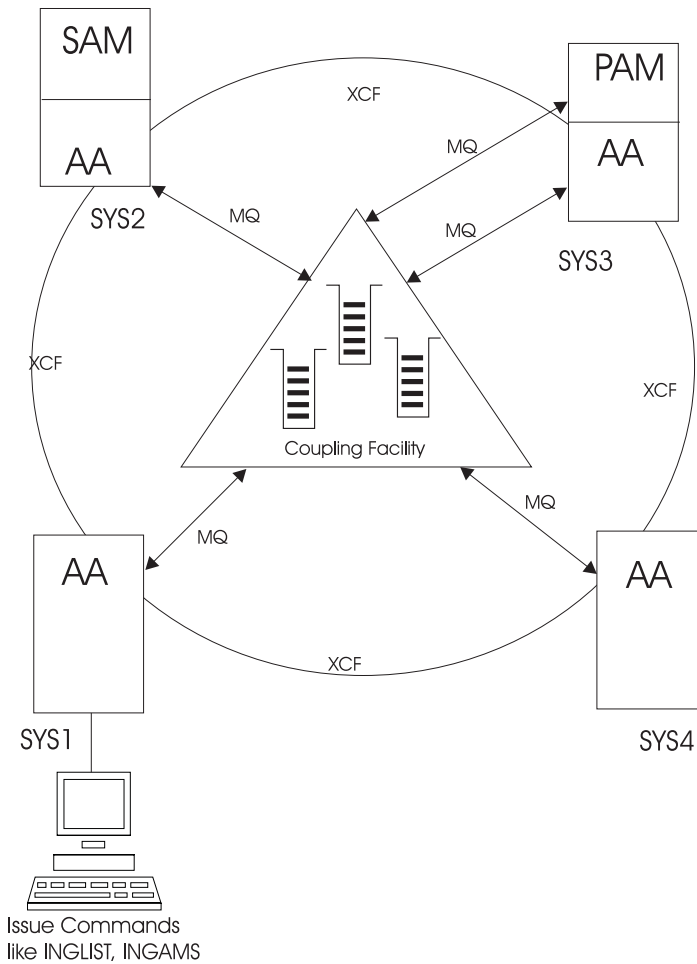 SAM
PAM
XCF
MQ
AA
AA
SYS2
MQ
MQ
SYS3
XCF
XCF
Coupling Facility
MQ
MQ
AA
AA
XCF
SYS1
SYS4
Issue Commands
like INGLIST, INGAMS